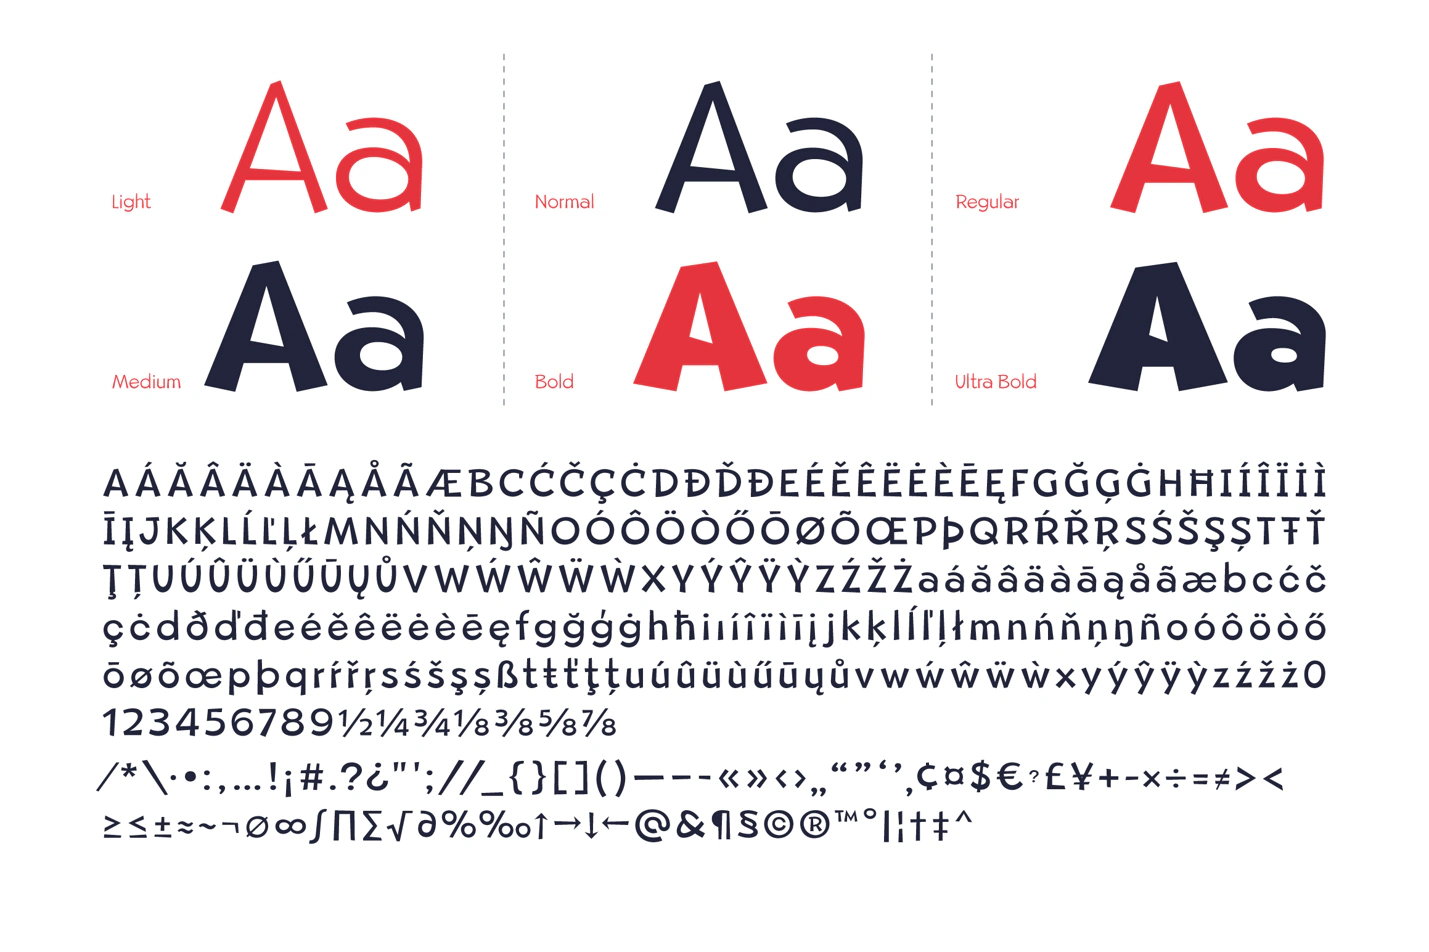 Aa Aa Aa
Light Normal Regular
Aa Aa Aa
Medium Bold Ultra Bold
AÁĂÂÄÀĀĄÅÃÆBCĆČÇĊDĐĎĐEÉĚÊËĖÈĒĘFGĞĢĠHĦIÍÎÏİÌ
ĪĮJKĶLĹĽĻŁMNŃŇŅŊÑOÓÔÖÒŐŌØÕŒPÞQRŔŘŖSŚŠŞȘTŦŤ
ŢȚUÚÛÜÙŰŪŲŮVWẂŴẄẀXYÝŶŸỲZŹŽŻaáăâäàāąåãæbcćč
çċdðďđeéěêëėèēęfgğģġhħiıíîïìīįjkķlĺľļłmnńňņŋñoóôöòő
ōøõœpþqrŕřŗsśšşșßtŧťţțuúûüùűūųůvwẃŵẅẁxyýŷÿỳzźžż0
123456789½¼¾⅛⅜⅝⅞
⁄*\·•:,…!¡#.?¿"';//_{}[]()—–-«»‹›„“”‘’‚¢¤$€?£¥+−×÷=≠><
≥≤±≈~¬∅∞∫∏∑√∂%‰↑→↓←@&¶§©®™°|¦†‡^